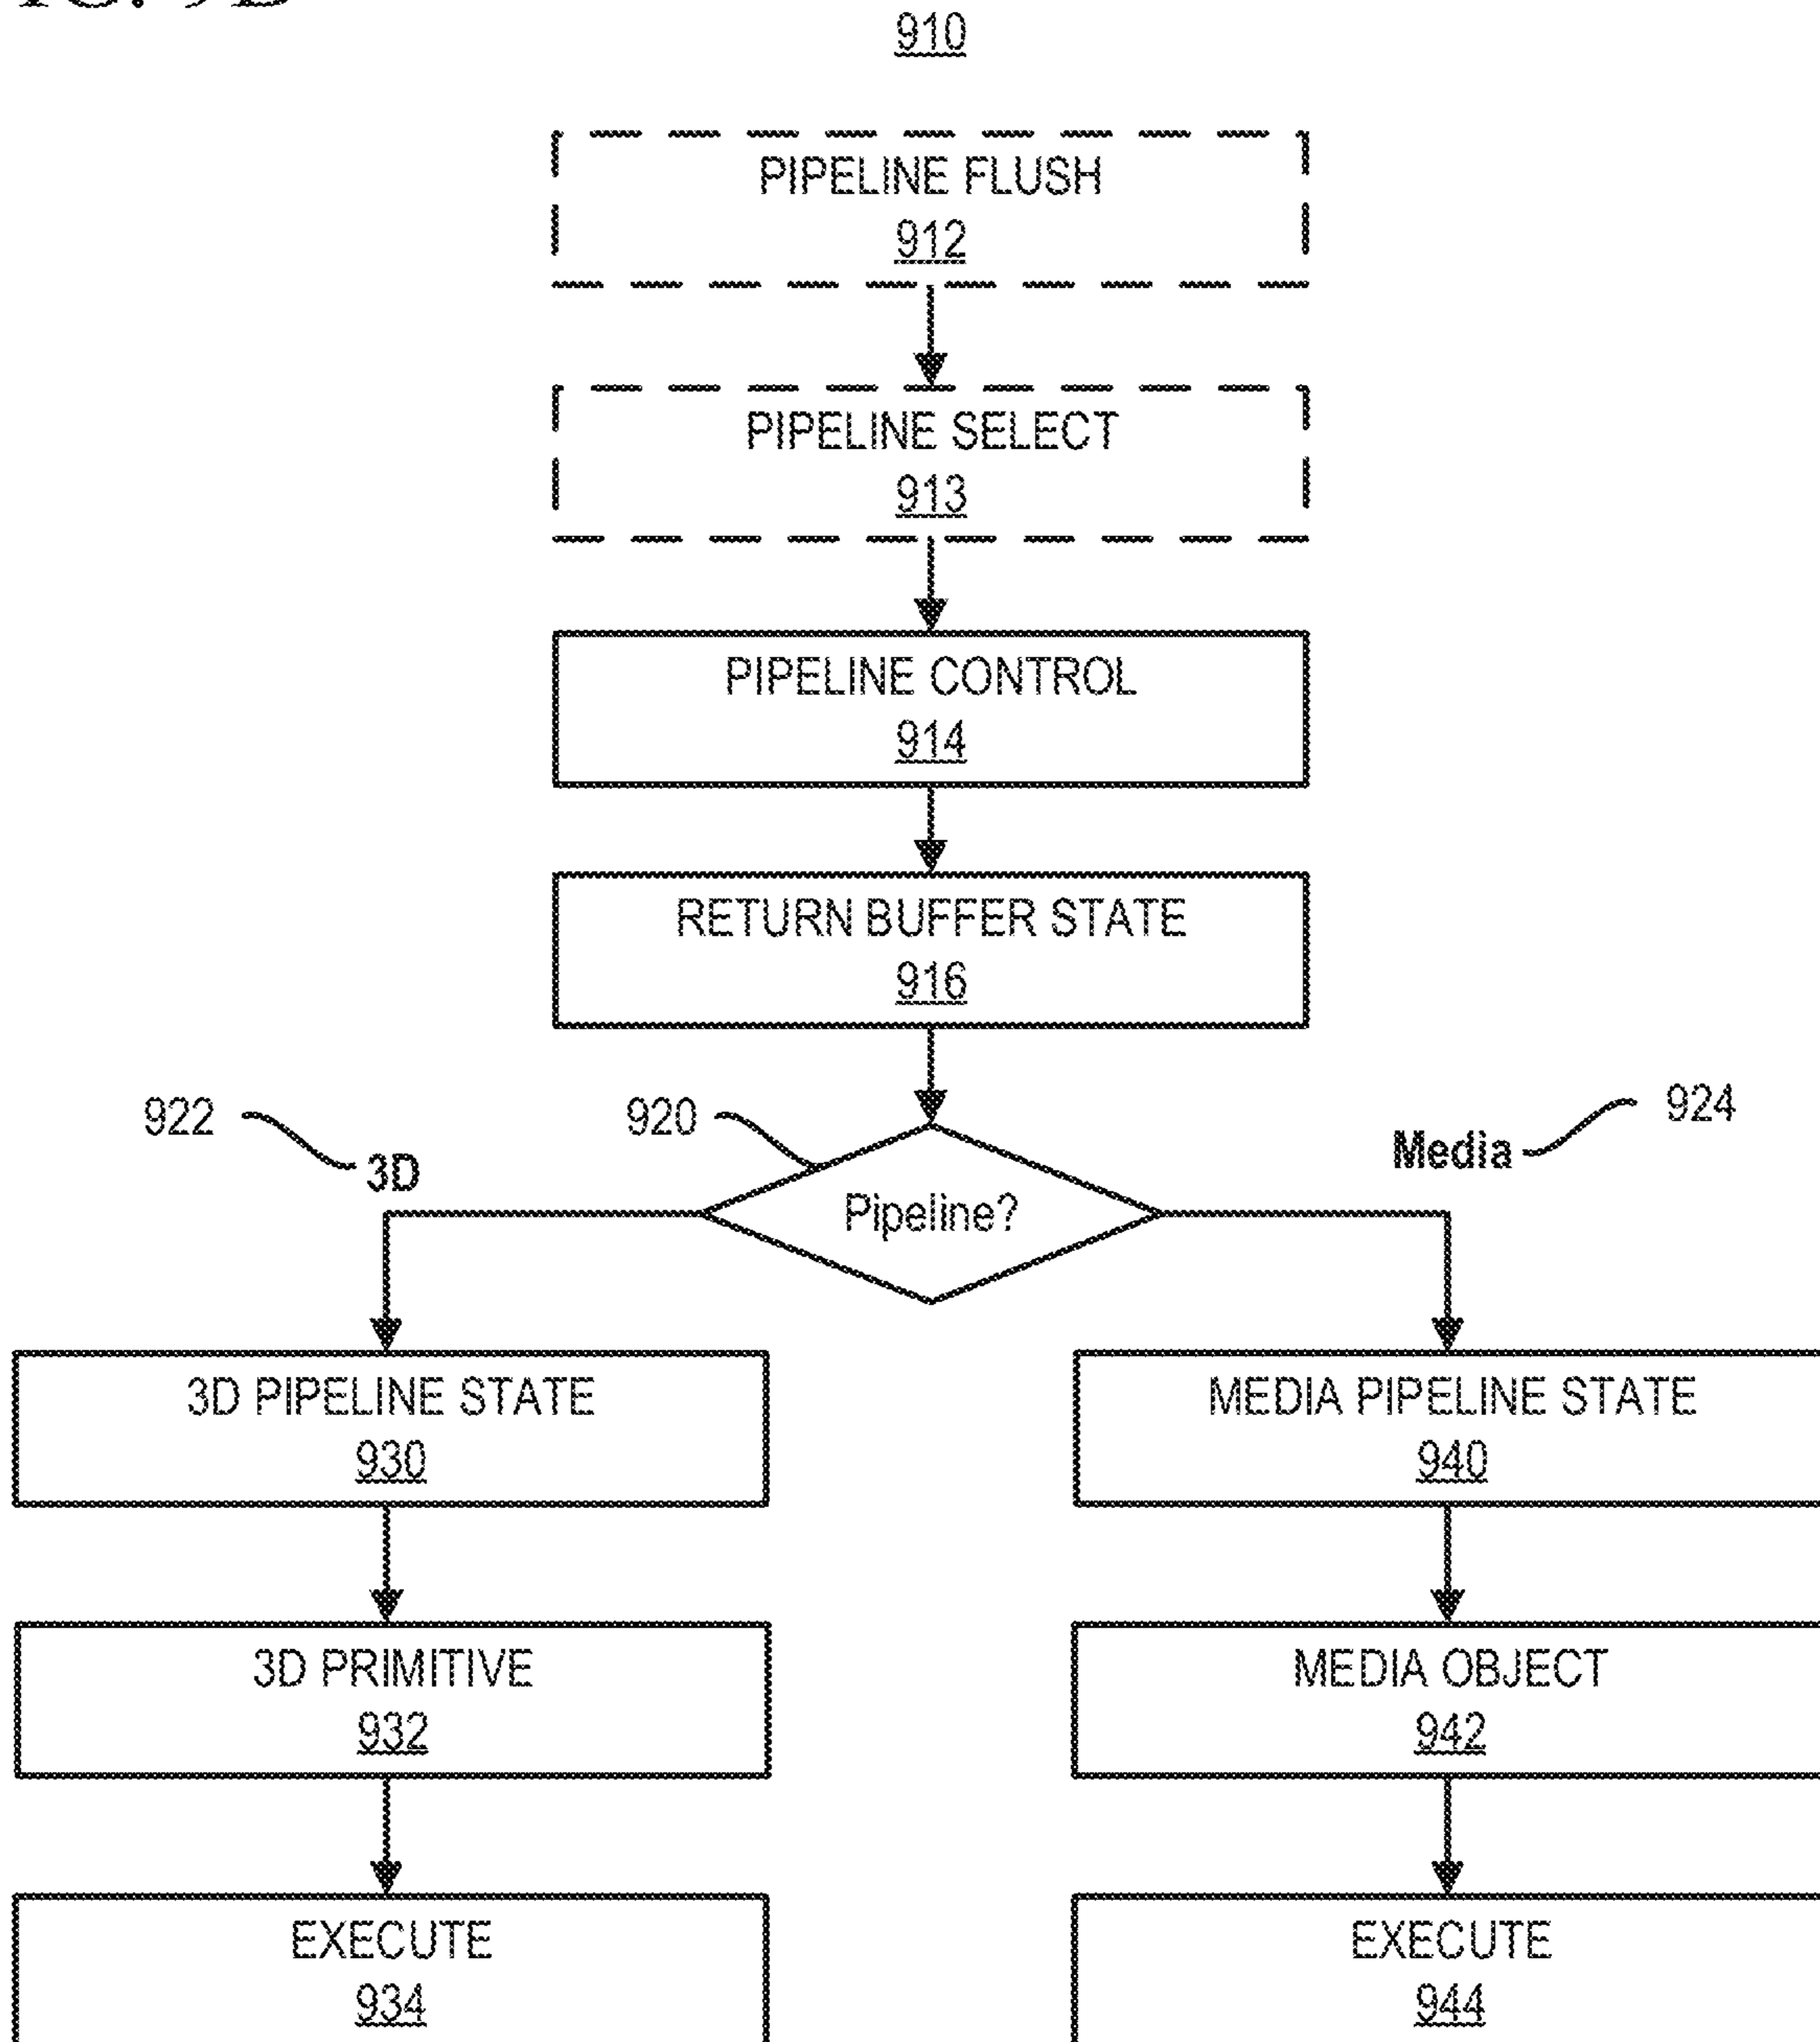 910
PIPELINE FLUSH
912
PIPELINE SELECT
913
PIPELINE CONTROL
914
RETURN BUFFER STATE
916
922
3D
920
Pipeline?
Media
924
3D PIPELINE STATE
930
MEDIA PIPELINE STATE
940
3D PRIMITIVE
932
MEDIA OBJECT
942
EXECUTE
934
EXECUTE
944